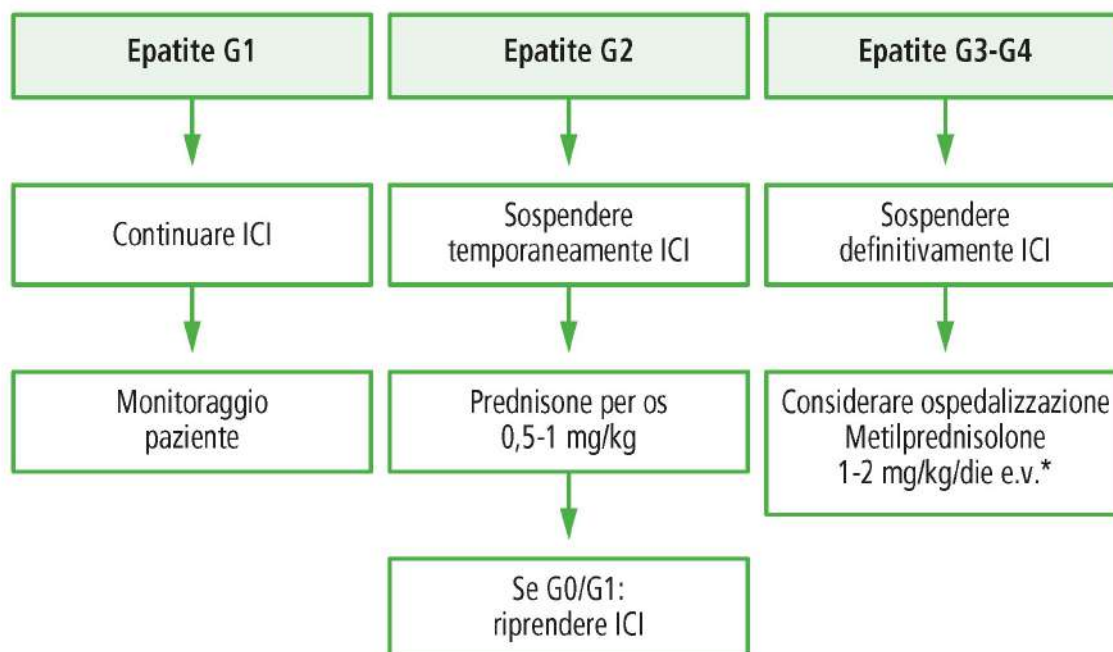 Epatite G1
Continuare ICI
Monitoraggio
paziente
Epatite G2
Sospendere
temporaneamente ICI
Prednisone per os
0,5-1 mg/kg
Se G0/G1:
riprendere ICI
Epatite G3-G4
Sospendere
definitivamente ICI
Considerare ospedalizzazione
Metilprednisolone
1-2 mg/kg/die e.v.*